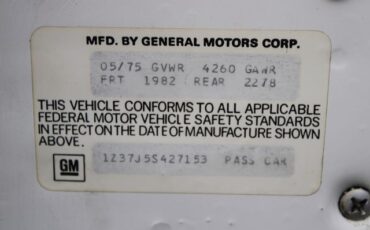 MFD. BY GENERAL MOTORS CORP.
05/75 GVWR 4260 GAWR
FRT 1982 REAR 2278
THIS VEHICLE CONFORMS TO ALL APPLICABLE
FEDERAL MOTOR VEHICLE SAFETY STANDARDS
IN EFFECT ON THE DATE OF MANUFACTURE SHOWN
ABOVE.
GM
1Z37J5S427153 PASS CAR